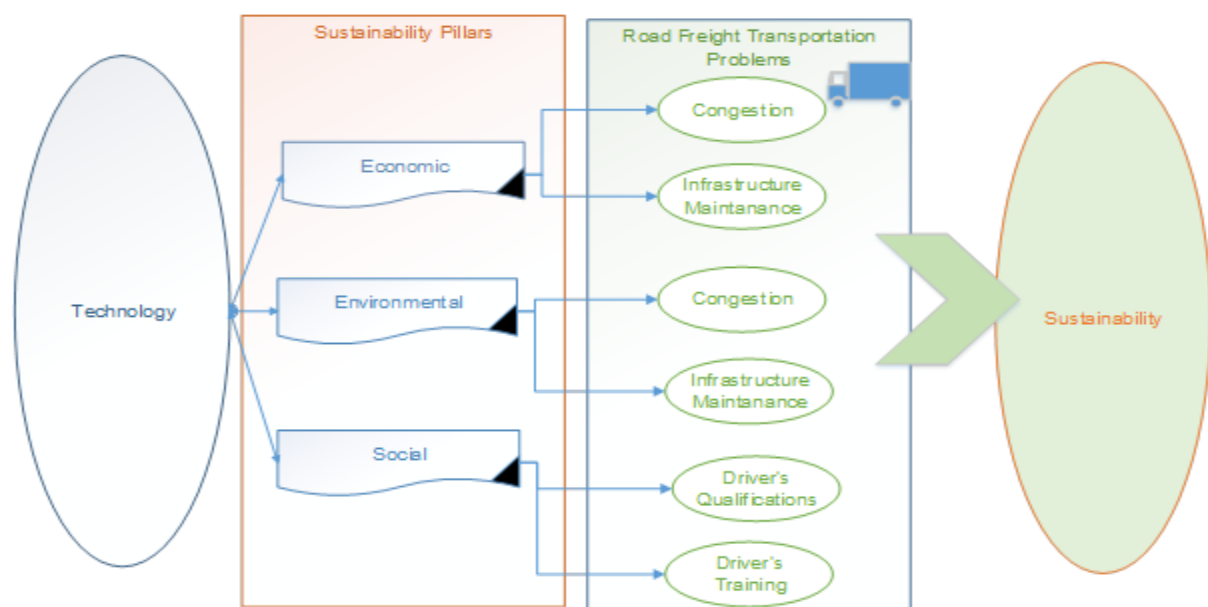 Sustainability Pillars
Road Freight Transportation
Problems
Technology
Economic
Environmental
Social
Congestion
Infrastructure
Maintanance
Congestion
Infrastructure
Maintanance
Driver's
Qualifications
Driver's
Training
Sustainability